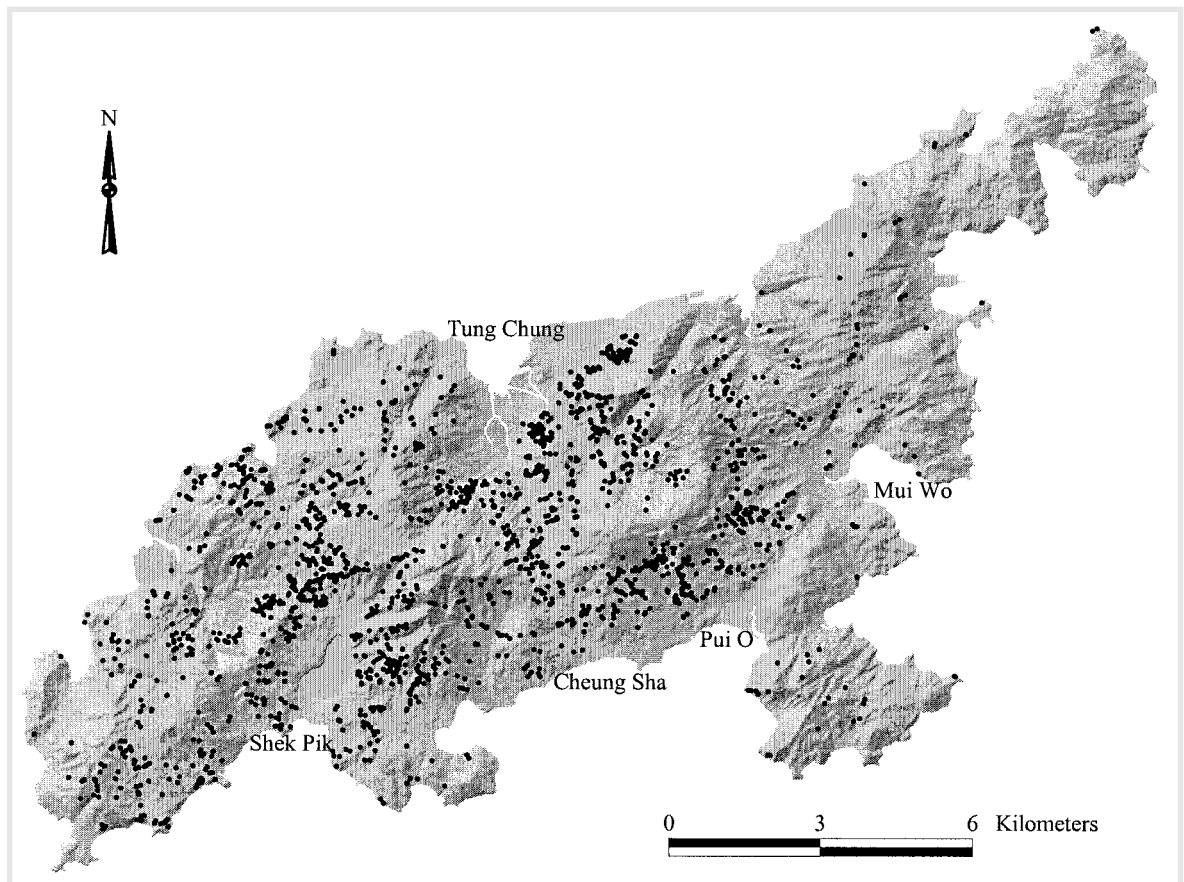 N
Tung Chung
Mui Wo
Pui O
Cheung Sha
Shek Pik
0 3 6 Kilometers